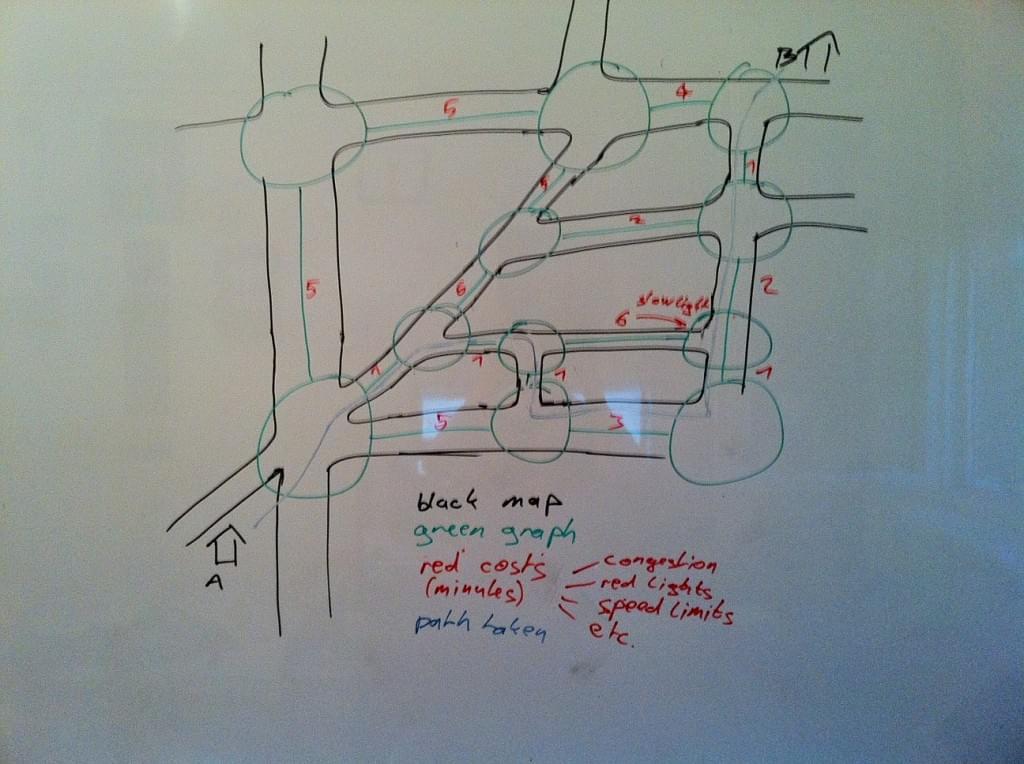 B
4
5
1
4
2
6
5
2
slow light
6
1
1
1
1
5
3
black map
green graph
red costs
(minutes)
congestion
red lights
speed limits
etc.
path taken
A